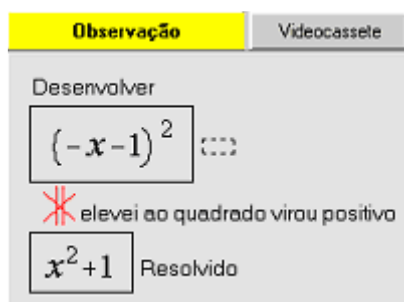 Observação Videocassete
Desenvolver
(-x-1)²
elevei ao quadrado virou positivo
x²+1 Resolvido